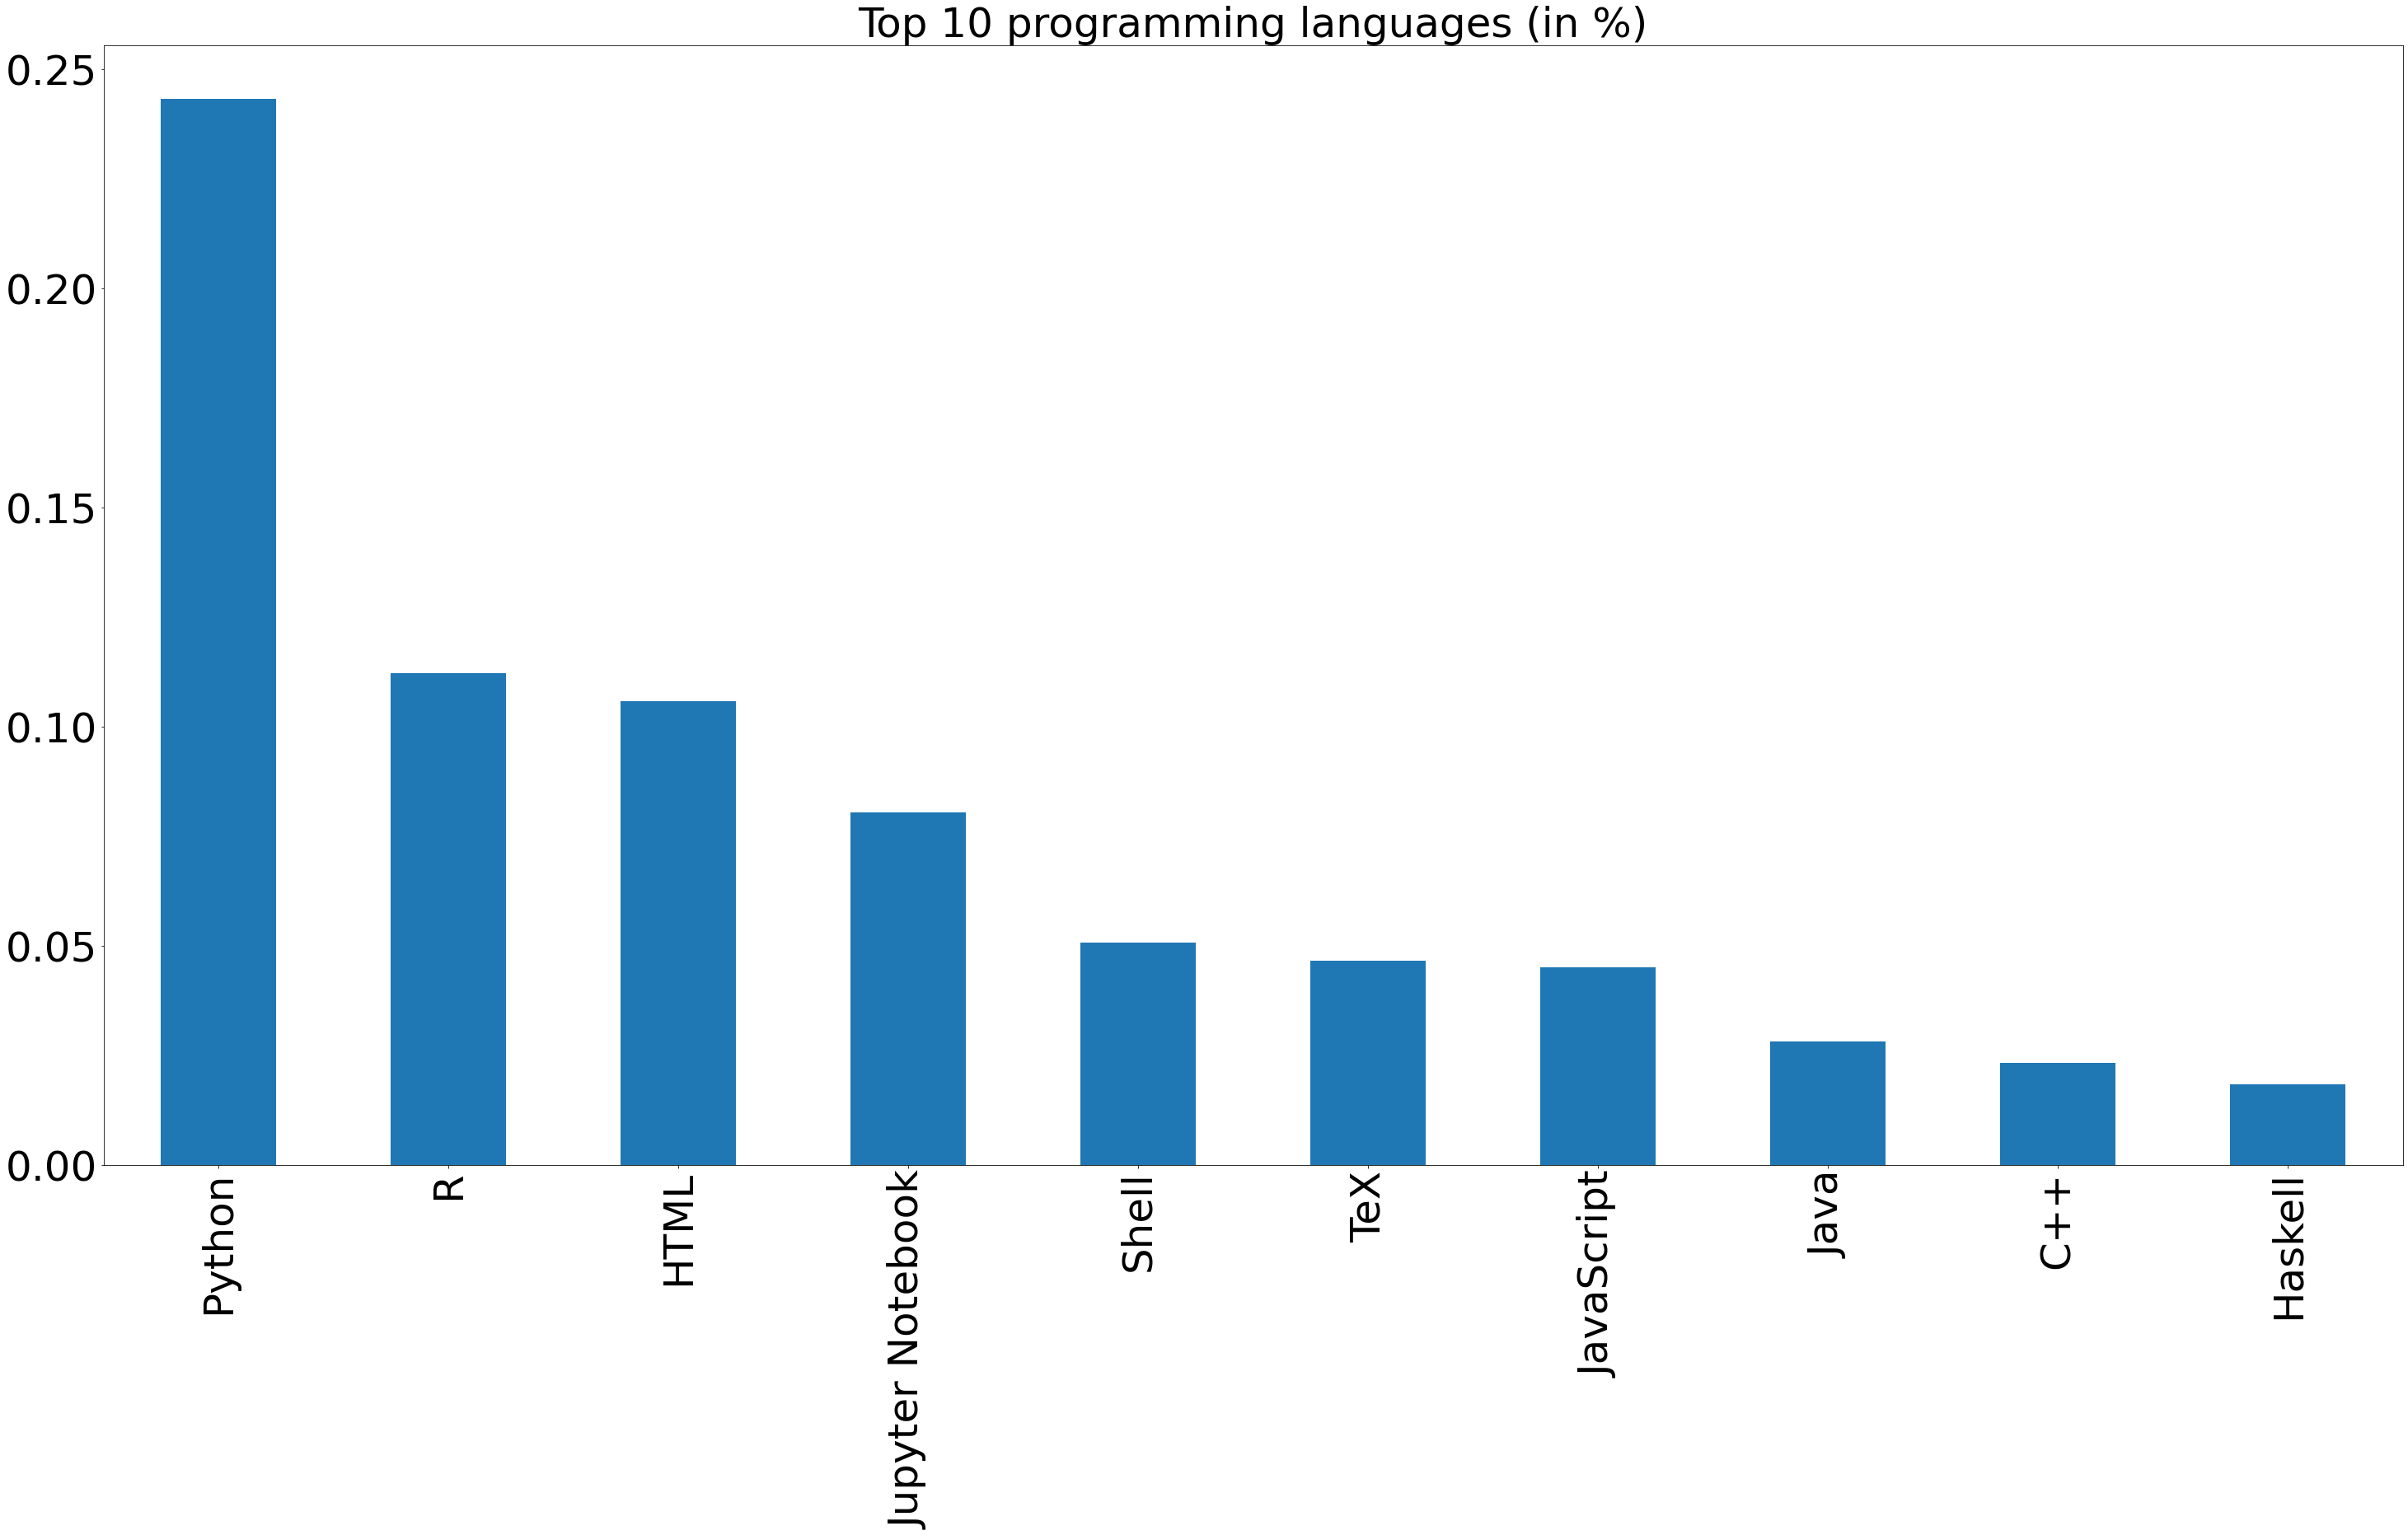 Top 10 programming languages (in %)
0.25
0.20
0.15
0.10
0.05
0.00
Python
R
HTML
Jupyter Notebook
Shell
TeX
JavaScript
Java
C++
Haskell